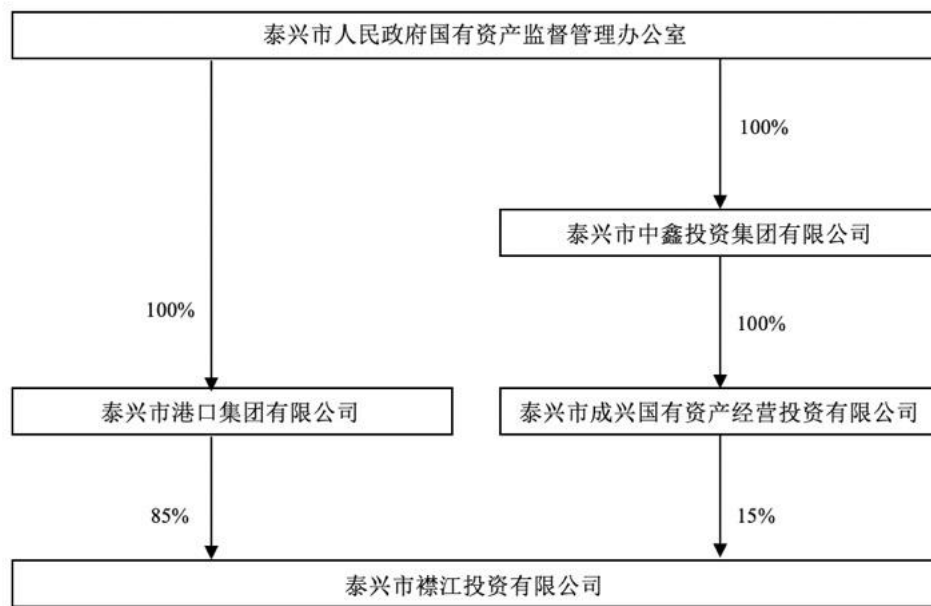 泰兴市人民政府国有资产监督管理办公室
100%
泰兴市中鑫投资集团有限公司
100%
100%
泰兴市港口集团有限公司
泰兴市成兴国有资产经营投资有限公司
85%
15%
泰兴市襟江投资有限公司